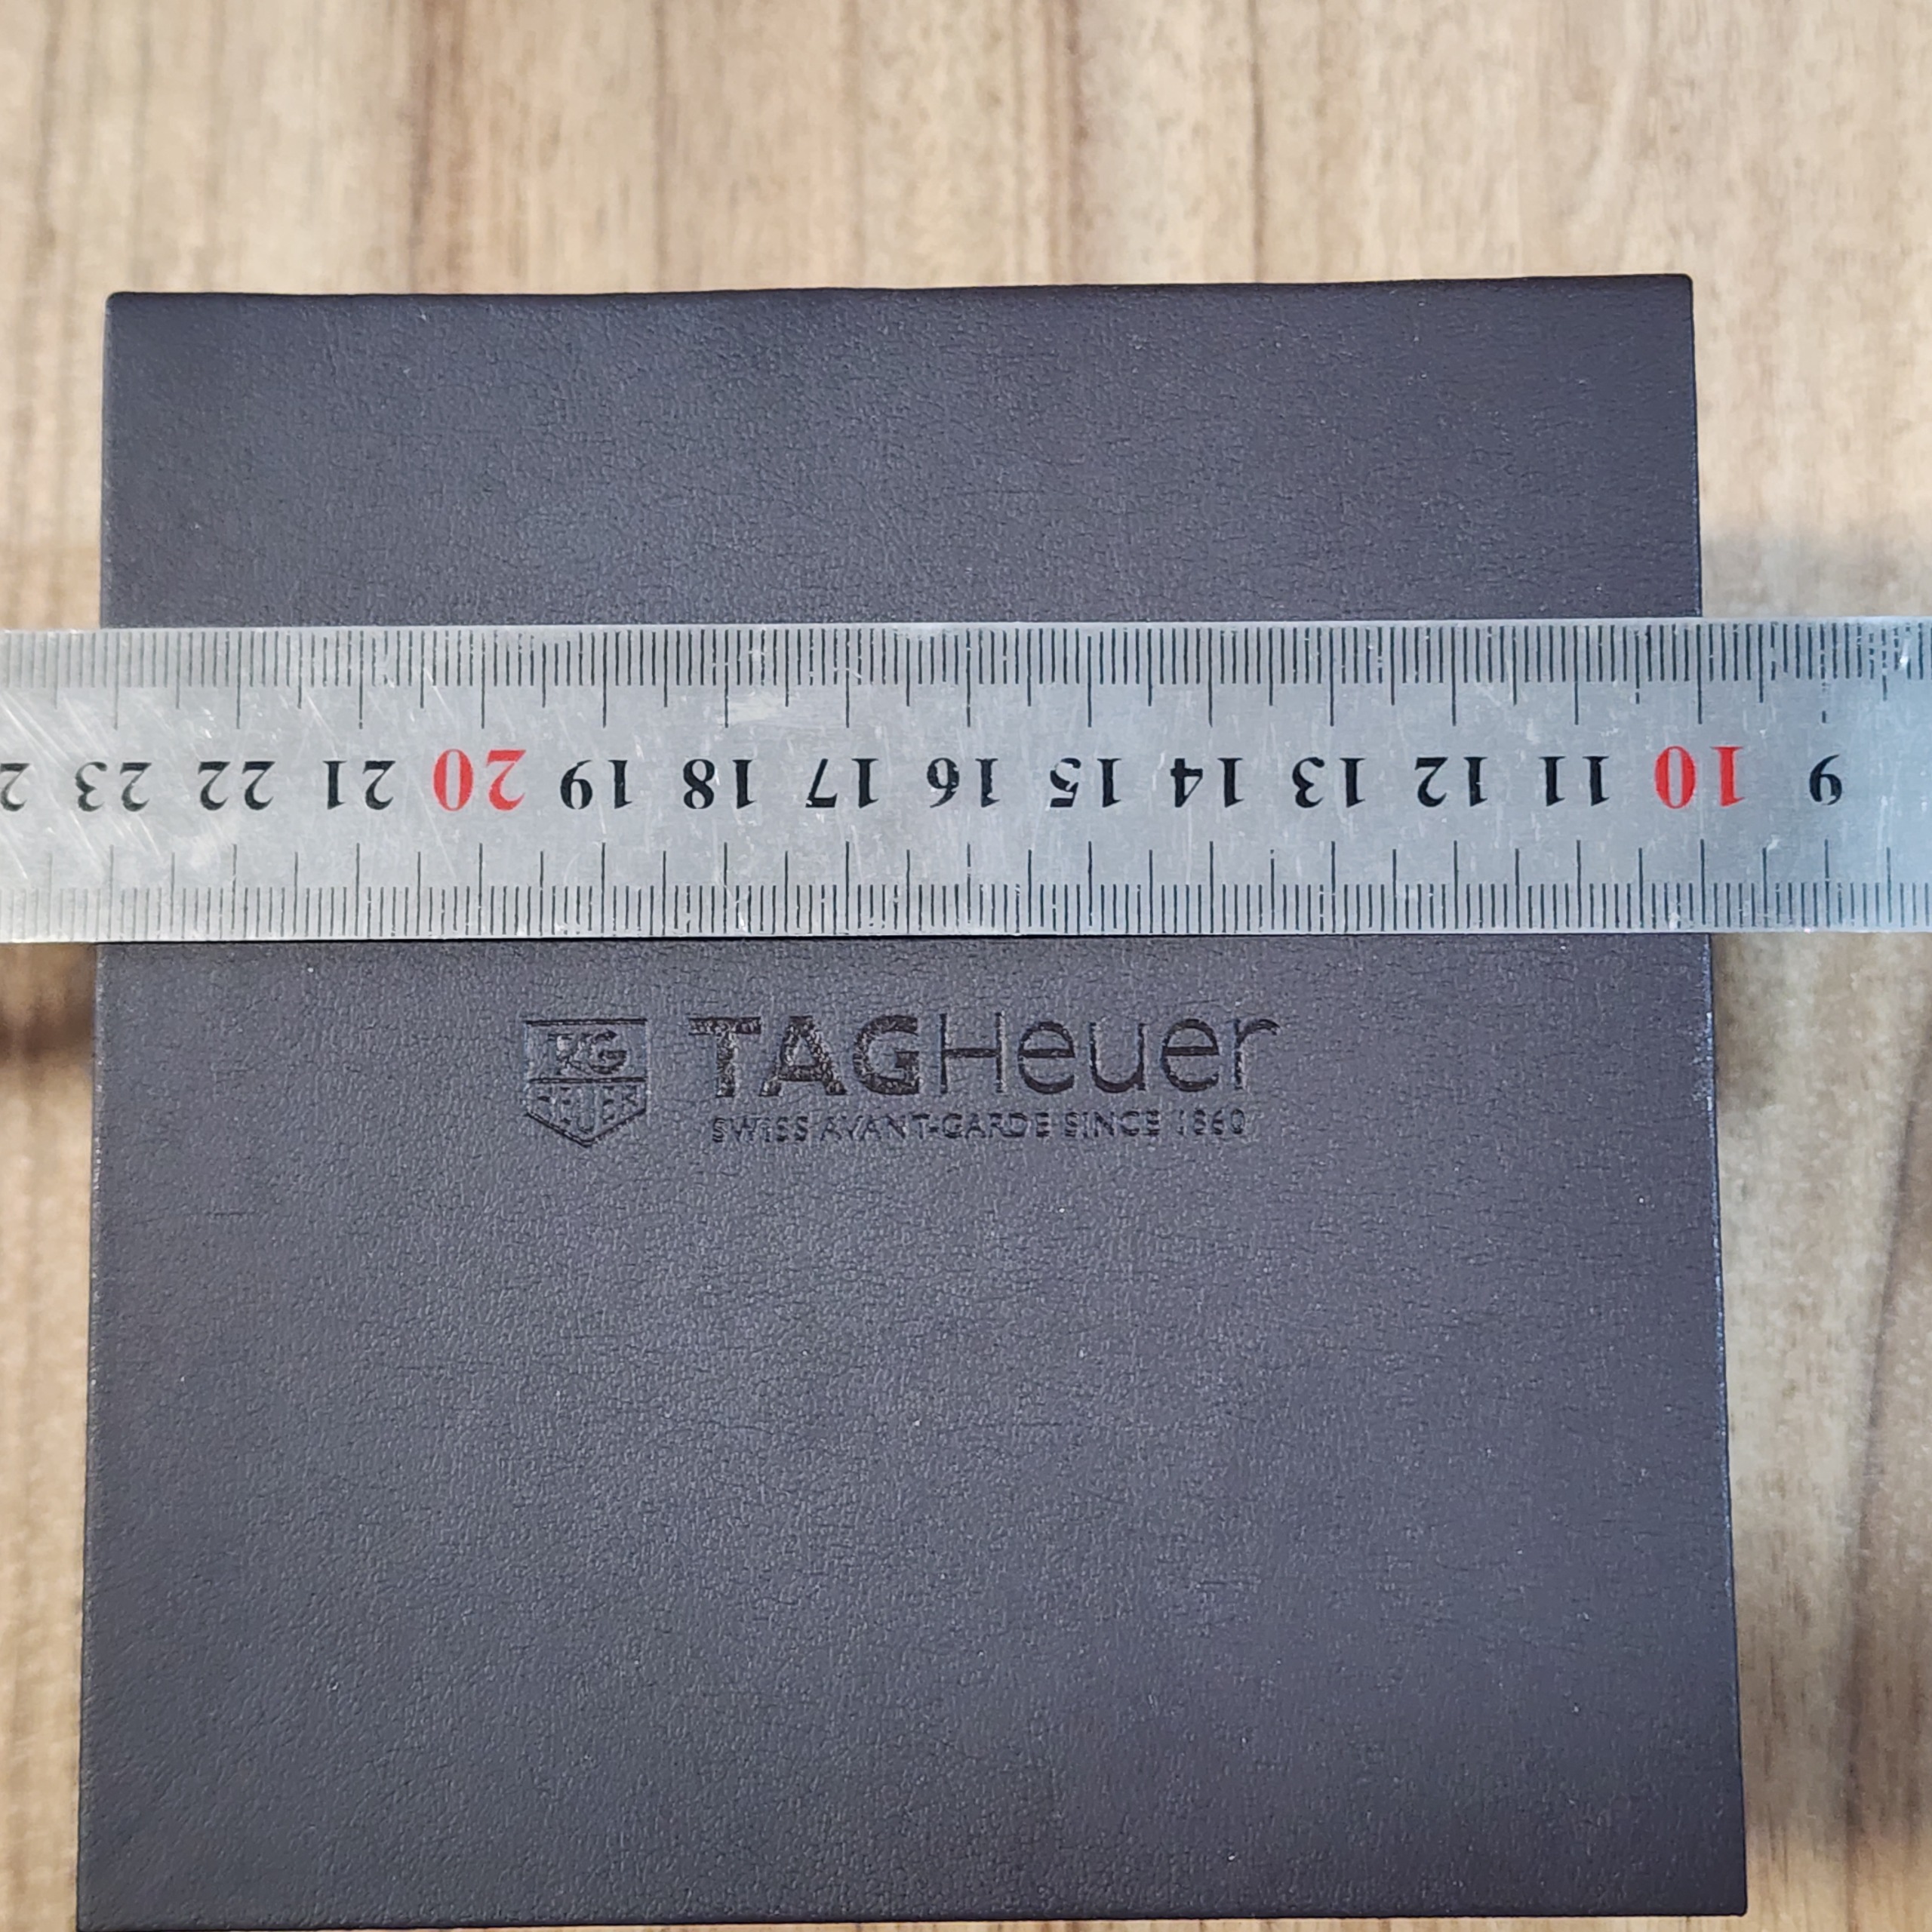 9 10 11 12 13 14 15 16 17 18 19 20 21 22 23 2
TAG
HEUER
TAGHeuer
SWISS AVANT-GARDE SINCE 1860